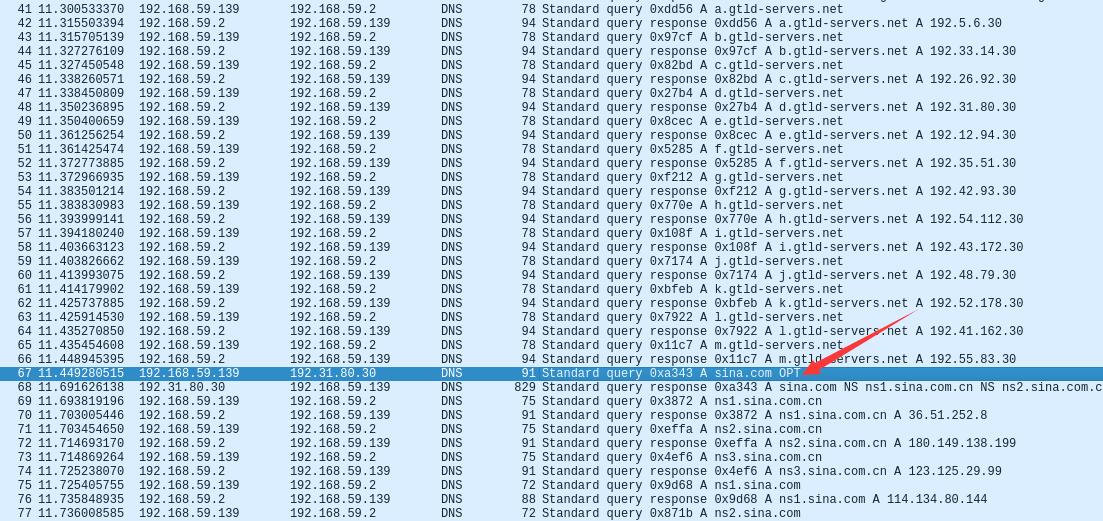 41 11.300533370 192.168.59.139 192.168.59.2 DNS 78 Standard query 0xdd56 A a.gtld-servers.net
42 11.315503394 192.168.59.2 192.168.59.139 DNS 94 Standard query response 0xdd56 A a.gtld-servers.net A 192.5.6.30
43 11.315705139 192.168.59.139 192.168.59.2 DNS 78 Standard query 0x97cf A b.gtld-servers.net
44 11.327276109 192.168.59.2 192.168.59.139 DNS 94 Standard query response 0x97cf A b.gtld-servers.net A 192.33.14.30
45 11.327450548 192.168.59.139 192.168.59.2 DNS 78 Standard query 0x82bd A c.gtld-servers.net
46 11.338260571 192.168.59.2 192.168.59.139 DNS 94 Standard query response 0x82bd A c.gtld-servers.net A 192.26.92.30
47 11.338450809 192.168.59.139 192.168.59.2 DNS 78 Standard query 0x27b4 A d.gtld-servers.net
48 11.350236895 192.168.59.2 192.168.59.139 DNS 94 Standard query response 0x27b4 A d.gtld-servers.net A 192.31.80.30
49 11.350400659 192.168.59.139 192.168.59.2 DNS 78 Standard query 0x8cec A e.gtld-servers.net
50 11.361256254 192.168.59.2 192.168.59.139 DNS 94 Standard query response 0x8cec A e.gtld-servers.net A 192.12.94.30
51 11.361425474 192.168.59.139 192.168.59.2 DNS 78 Standard query 0x5285 A f.gtld-servers.net
52 11.372773885 192.168.59.2 192.168.59.139 DNS 94 Standard query response 0x5285 A f.gtld-servers.net A 192.35.51.30
53 11.372966935 192.168.59.139 192.168.59.2 DNS 78 Standard query 0xf212 A g.gtld-servers.net
54 11.383501214 192.168.59.2 192.168.59.139 DNS 94 Standard query response 0xf212 A g.gtld-servers.net A 192.42.93.30
55 11.383830983 192.168.59.139 192.168.59.2 DNS 78 Standard query 0x770e A h.gtld-servers.net
56 11.393999141 192.168.59.2 192.168.59.139 DNS 94 Standard query response 0x770e A h.gtld-servers.net A 192.54.112.30
57 11.394180240 192.168.59.139 192.168.59.2 DNS 78 Standard query 0x108f A i.gtld-servers.net
58 11.403663123 192.168.59.2 192.168.59.139 DNS 94 Standard query response 0x108f A i.gtld-servers.net A 192.43.172.30
59 11.403826662 192.168.59.139 192.168.59.2 DNS 78 Standard query 0x7174 A j.gtld-servers.net
60 11.413993075 192.168.59.2 192.168.59.139 DNS 94 Standard query response 0x7174 A j.gtld-servers.net A 192.48.79.30
61 11.414179902 192.168.59.139 192.168.59.2 DNS 78 Standard query 0xbfeb A k.gtld-servers.net
62 11.425737885 192.168.59.2 192.168.59.139 DNS 94 Standard query response 0xbfeb A k.gtld-servers.net A 192.52.178.30
63 11.425914530 192.168.59.139 192.168.59.2 DNS 78 Standard query 0x7922 A l.gtld-servers.net
64 11.435270850 192.168.59.2 192.168.59.139 DNS 94 Standard query response 0x7922 A l.gtld-servers.net A 192.41.162.30
65 11.435454608 192.168.59.139 192.168.59.2 DNS 78 Standard query 0x11c7 A m.gtld-servers.net
66 11.448945395 192.168.59.2 192.168.59.139 DNS 94 Standard query response 0x11c7 A m.gtld-servers.net A 192.55.83.30
67 11.449280515 192.168.59.139 192.31.80.30 DNS 91 Standard query 0xa343 A sina.com OPT
68 11.691626138 192.31.80.30 192.168.59.139 DNS 829 Standard query response 0xa343 A sina.com NS ns1.sina.com.cn NS ns2.sina.com.c
69 11.693819196 192.168.59.139 192.168.59.2 DNS 75 Standard query 0x3872 A ns1.sina.com.cn
70 11.703005446 192.168.59.2 192.168.59.139 DNS 91 Standard query response 0x3872 A ns1.sina.com.cn A 36.51.252.8
71 11.703454650 192.168.59.139 192.168.59.2 DNS 75 Standard query 0xeffa A ns2.sina.com.cn
72 11.714693170 192.168.59.2 192.168.59.139 DNS 91 Standard query response 0xeffa A ns2.sina.com.cn A 180.149.138.199
73 11.714869264 192.168.59.139 192.168.59.2 DNS 75 Standard query 0x4ef6 A ns3.sina.com.cn
74 11.725238070 192.168.59.2 192.168.59.139 DNS 91 Standard query response 0x4ef6 A ns3.sina.com.cn A 123.125.29.99
75 11.725405755 192.168.59.139 192.168.59.2 DNS 72 Standard query 0x9d68 A ns1.sina.com
76 11.735848935 192.168.59.2 192.168.59.139 DNS 88 Standard query response 0x9d68 A ns1.sina.com A 114.134.80.144
77 11.736008585 192.168.59.139 192.168.59.2 DNS 72 Standard query 0x871b A ns2.sina.com